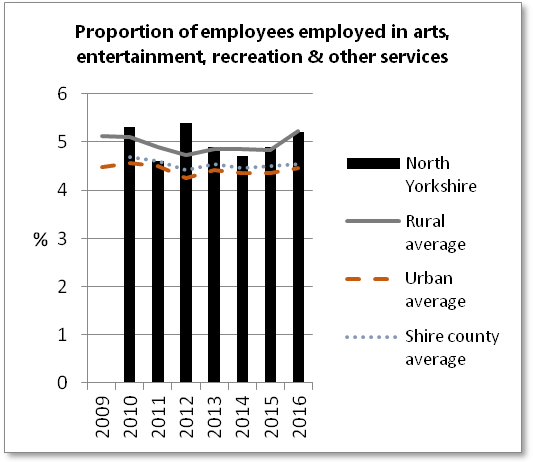 Proportion of employees employed in arts,
entertainment, recreation & other services
6
5
4
3
2
1
0
%
2009
2010
2011
2012
2013
2014
2015
2016
North
Yorkshire
Rural
average
Urban
average
Shire county
average